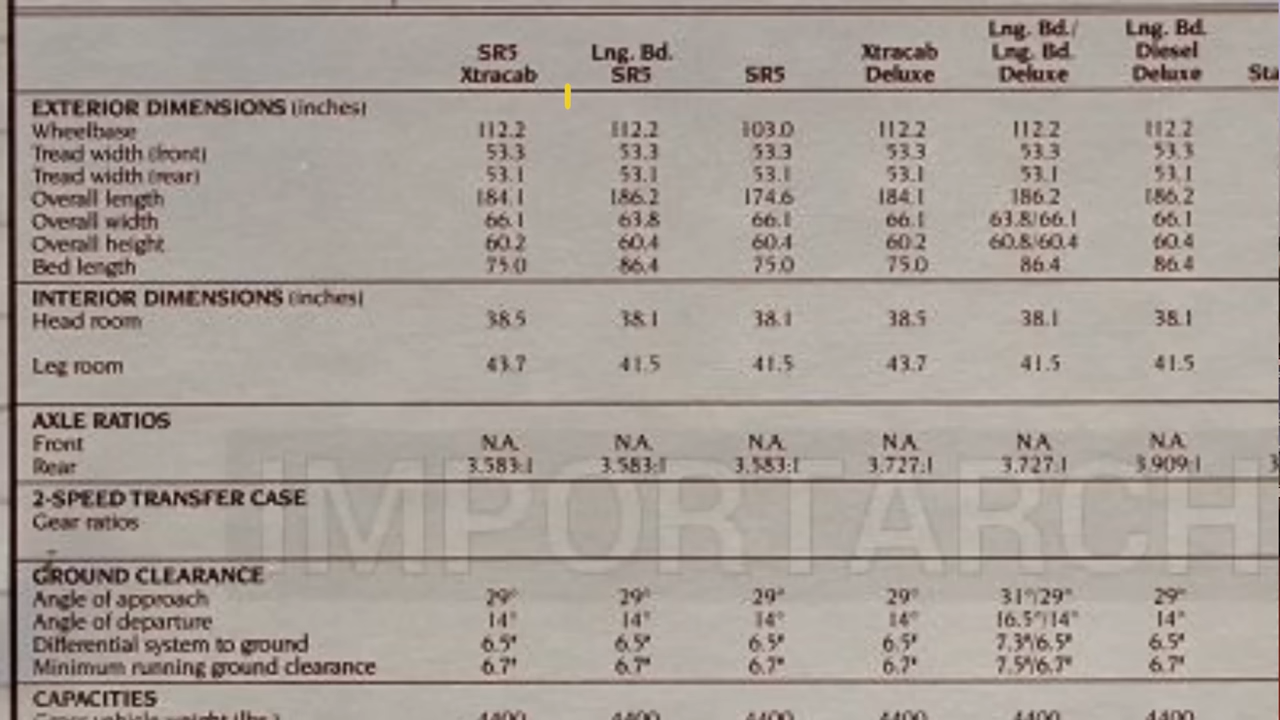 Lng. Bd./ Lng. Bd.
SR5 Lng. Bd. Xtracab Lng. Bd. Diesel
Xtracab SR5 SR5 Deluxe Deluxe Deluxe Sta
EXTERIOR DIMENSIONS (inches)
Wheelbase 112.2 112.2 103.0 112.2 112.2 112.2
Tread width (front) 53.3 53.3 53.3 53.3 53.3 53.3
Tread width (rear) 53.1 53.1 53.1 53.1 53.1 53.1
Overall length 184.1 186.2 174.6 184.1 186.2 186.2
Overall width 66.1 63.8 66.1 66.1 63.8/66.1 66.1
Overall height 60.2 60.4 60.4 60.2 60.8/60.4 60.4
Bed length 75.0 86.4 75.0 75.0 86.4 86.4
INTERIOR DIMENSIONS (inches)
Head room 38.5 38.1 38.1 38.5 38.1 38.1
Leg room 43.7 41.5 41.5 43.7 41.5 41.5
AXLE RATIOS
Front N.A. N.A. N.A. N.A. N.A. N.A.
Rear 3.583:1 3.583:1 3.583:1 3.727:1 3.727:1 3.909:1 3
IMPORTARCH
2-SPEED TRANSFER CASE
Gear ratios
GROUND CLEARANCE
Angle of approach 29° 29° 29° 29° 31°/29° 29°
Angle of departure 14° 14° 14° 14° 16.5°/14° 14°
Differential system to ground 6.5" 6.5" 6.5" 6.5" 7.3"/6.5" 6.5"
Minimum running ground clearance 6.7" 6.7" 6.7" 6.7" 7.5"/6.7" 6.7"
CAPACITIES
Gross vehicle weight (lbs.) 4400 4400 4400 4400 4400 4400